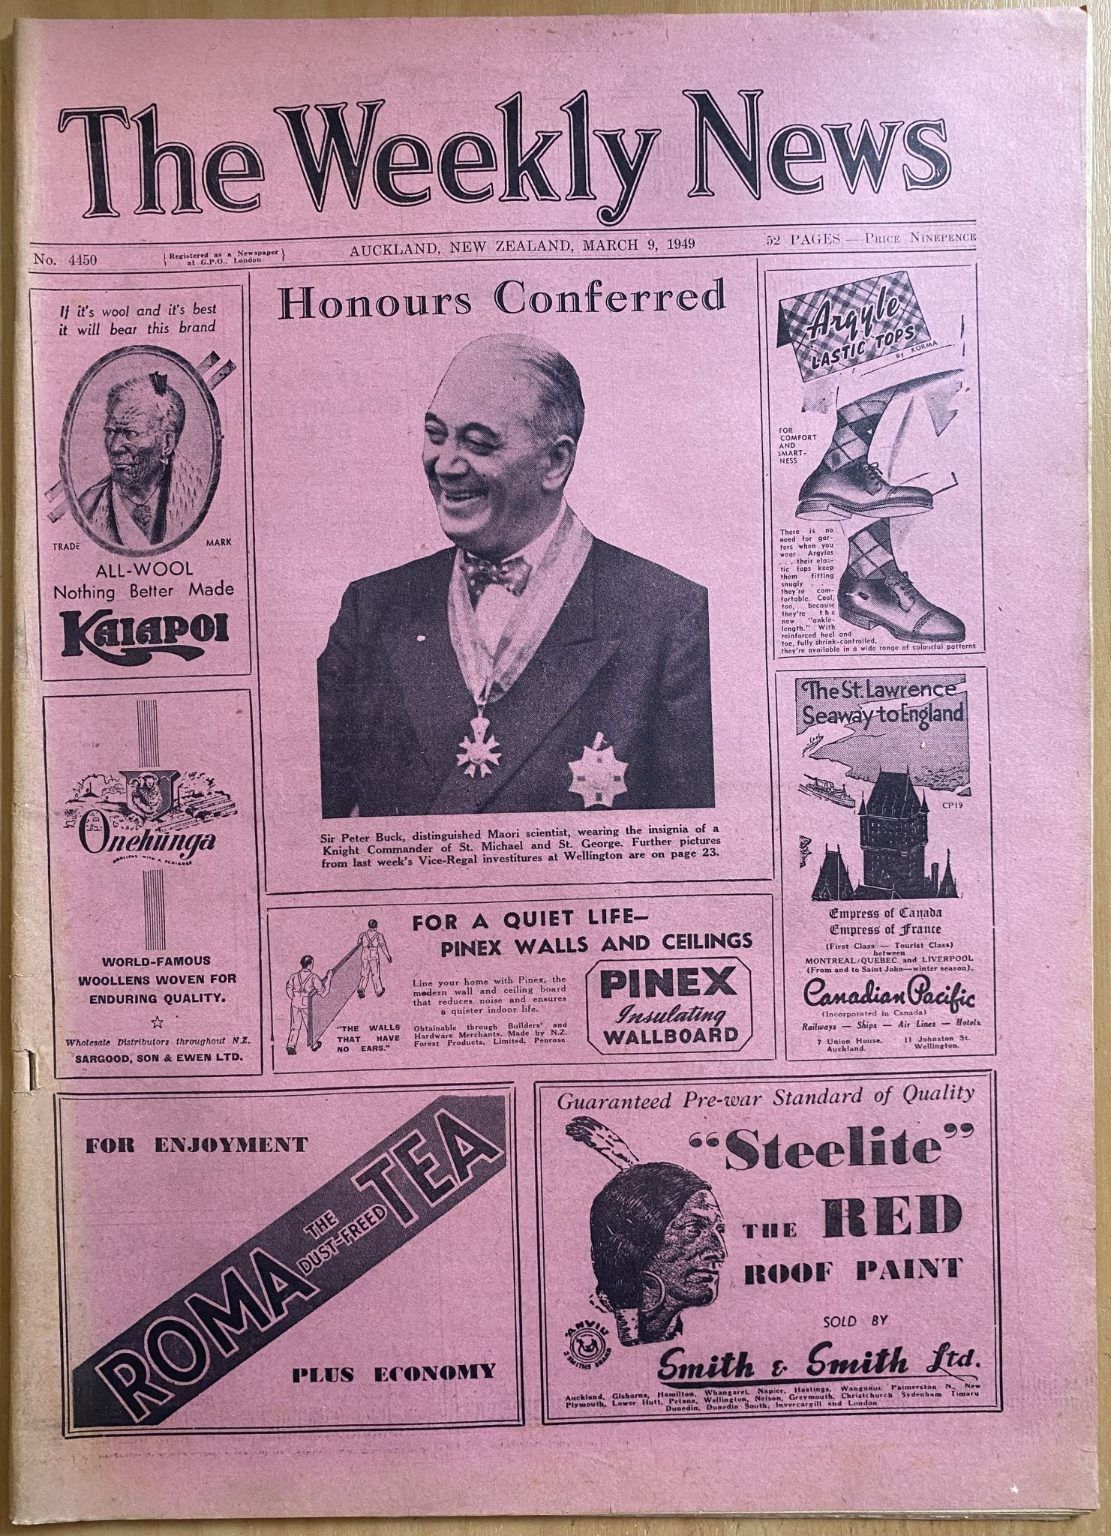 The Weekly News
No. 4450
{Registered as a Newspaper
at G.P.O., London}
AUCKLAND, NEW ZEALAND, MARCH 9, 1949
52 PAGES — PRICE NINEPENCE
If it's wool and it's best
it will bear this brand
TRADE MARK
ALL-WOOL
Nothing Better Made
KAIAPOI
Honours Conferred
Sir Peter Buck, distinguished Maori scientist, wearing the insignia of a
Knight Commander of St. Michael and St. George. Further pictures
from last week's Vice-Regal investitures at Wellington are on page 23.
Argyle
LASTIC TOPS
BY KORMA
FOR
COMFORT
AND
SMART-
NESS
There is no
need for gar-
ters when you
wear Argyles
. . . their elas-
tic tops keep
them fitting
snugly . . .
they're com-
fortable. Cool,
too, because
they're the
new "ankle-
length." With
reinforced heel and
toe, fully shrink-controlled,
they're available in a wide range of colourful patterns
Onehunga
WORLD-FAMOUS
WOOLLENS WOVEN FOR
ENDURING QUALITY.
Wholesale Distributors throughout N.Z.
SARGOOD, SON & EWEN LTD.
FOR A QUIET LIFE—
PINEX WALLS AND CEILINGS
Line your home with Pinex, the
modern wall and ceiling board
that reduces noise and ensures
a quieter indoor life.
"THE WALLS
THAT HAVE
NO EARS."
Obtainable through Builders' and
Hardware Merchants. Made by N.Z.
Forest Products, Limited, Penrose
PINEX
Insulating
WALLBOARD
The St. Lawrence
Seaway to England
CP19
Empress of Canada
Empress of France
(First Class — Tourist Class)
between
MONTREAL/QUEBEC and LIVERPOOL
(From and to Saint John—winter season).
Canadian Pacific
(Incorporated in Canada)
Railways — Ships — Air Lines — Hotels
7 Union House,
Auckland.
11 Johnston St.
Wellington.
FOR ENJOYMENT
ROMA THE DUST-FREED TEA
PLUS ECONOMY
Guaranteed Pre-war Standard of Quality
"Steelite"
THE RED
ROOF PAINT
SOLD BY
ANVIL
Smith & Smith Ltd.
Auckland, Gisborne, Hamilton, Whangarei, Napier, Hastings, Wanganui, Palmerston N., New
Plymouth, Lower Hutt, Petone, Wellington, Nelson, Greymouth, Christchurch Sydenham Timaru
Dunedin, Dunedin South, Invercargill and London